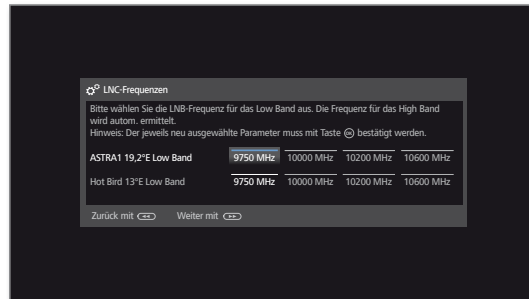 LNC-Frequenzen
Bitte wählen Sie die LNB-Frequenz für das Low Band aus. Die Frequenz für das High Band
wird autom. ermittelt.
Hinweis: Der jeweils neu ausgewählte Parameter muss mit Taste OK bestätigt werden.
ASTRA1 19,2°E Low Band 9750 MHz 10000 MHz 10200 MHz 10600 MHz
Hot Bird 13°E Low Band 9750 MHz 10000 MHz 10200 MHz 10600 MHz
Zurück mit Weiter mit